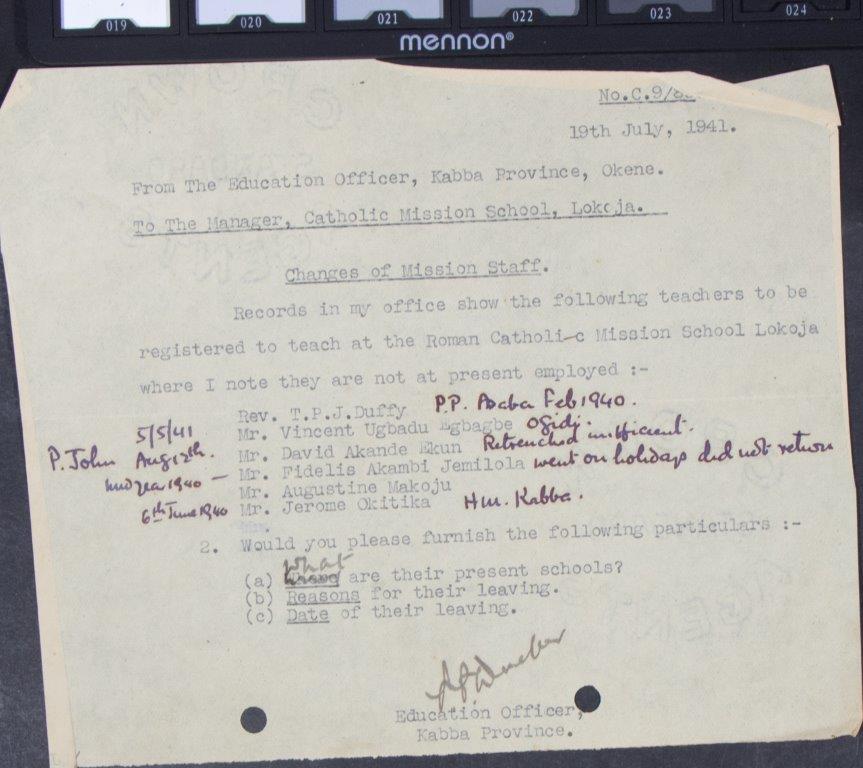 019 020 021 022 023 024
mennon®
No.C.9/
19th July, 1941.
From The Education Officer, Kabba Province, Okene.
To The Manager, Catholic Mission School, Lokoja.
Changes of Mission Staff.
Records in my office show the following teachers to be
registered to teach at the Roman Catholi-c Mission School Lokoja
where I note they are not at present employed :-
Rev. T.P.J.Duffy P.P. Feb 1940.
5/5/41 Mr. Vincent Ugbadu Egbagbe Ogidi.
P. John Aug 12th. Mr. David Akande Ekun Retrenched inefficient.
mid year 1940 — Mr. Fidelis Akambi Jemilola went on holidays did not return
Mr. Augustine Makoju
6th June 1940 Mr. Jerome Okitika Hm. Kabba.
2. Would you please furnish the following particulars :-
(a) What are their present schools?
(b) Reasons for their leaving.
(c) Date of their leaving.
Education Officer,
Kabba Province.